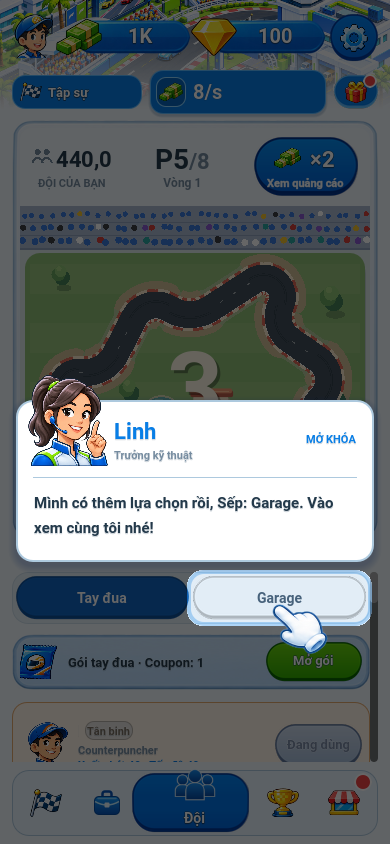 1K
100
Tập sự
8/s
440,0
P5/8
×2
ĐỘI CỦA BẠN
Vòng 1
Xem quảng cáo
3
Linh
Trưởng kỹ thuật
MỞ KHÓA
Mình có thêm lựa chọn rồi, Sếp: Garage. Vào
xem cùng tôi nhé!
Tay đua
Garage
Gói tay đua · Coupon: 1
Mở gói
Tân binh
Counterpuncher
Đang dùng
Đội